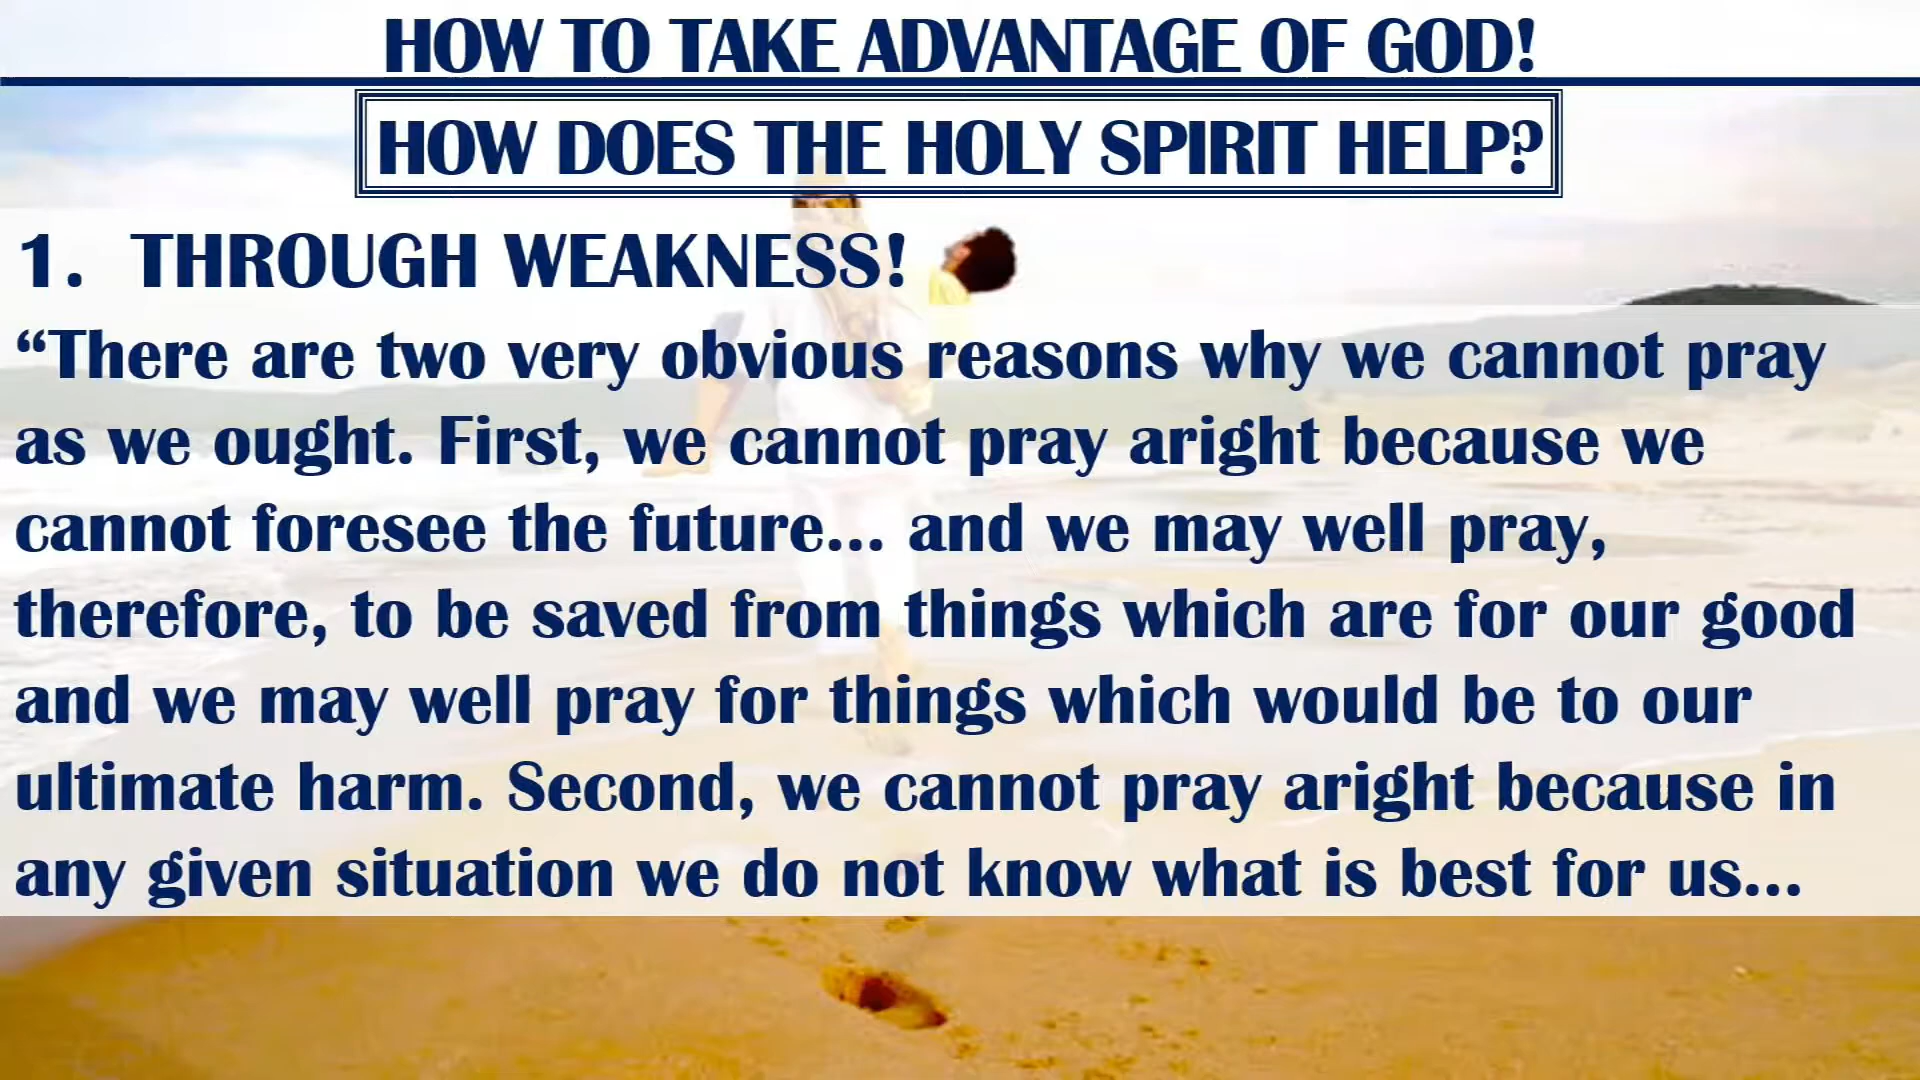 HOW TO TAKE ADVANTAGE OF GOD!
HOW DOES THE HOLY SPIRIT HELP?
1. THROUGH WEAKNESS!
“There are two very obvious reasons why we cannot pray
as we ought. First, we cannot pray aright because we
cannot foresee the future... and we may well pray,
therefore, to be saved from things which are for our good
and we may well pray for things which would be to our
ultimate harm. Second, we cannot pray aright because in
any given situation we do not know what is best for us...